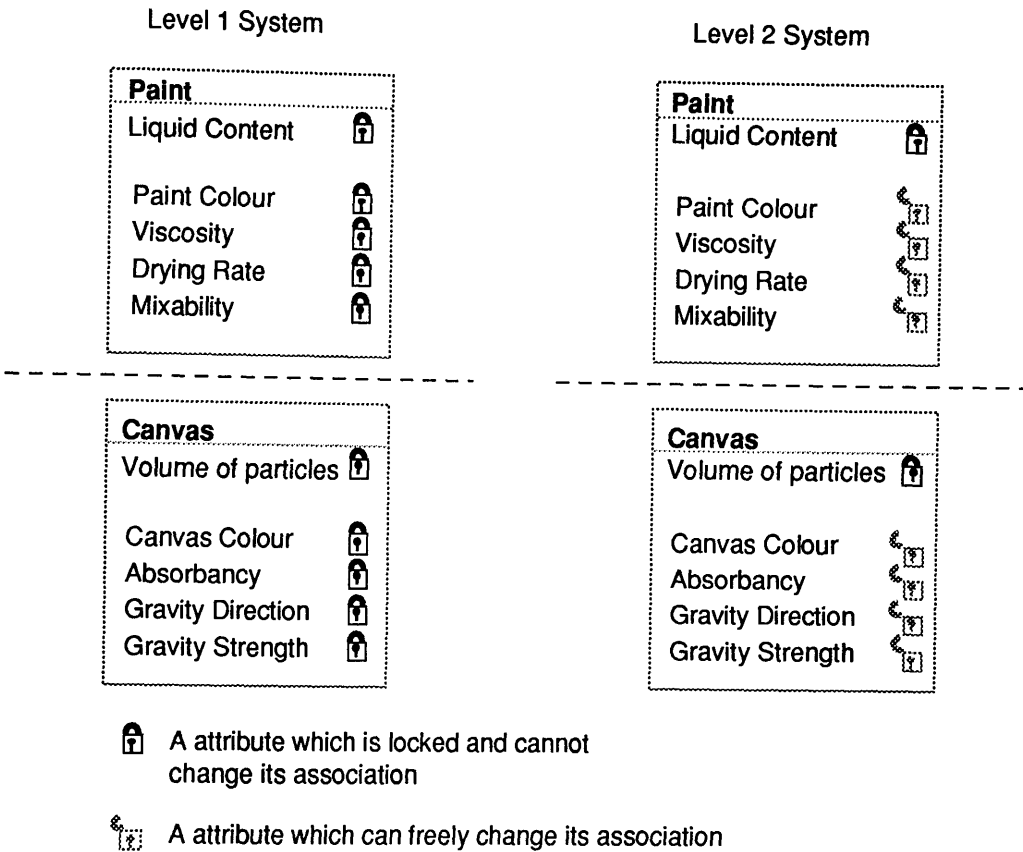 Level 1 System
Paint
Liquid Content
Paint Colour
Viscosity
Drying Rate
Mixability
Canvas
Volume of particles
Canvas Colour
Absorbancy
Gravity Direction
Gravity Strength
Level 2 System
Paint
Liquid Content
Paint Colour
Viscosity
Drying Rate
Mixability
Canvas
Volume of particles
Canvas Colour
Absorbancy
Gravity Direction
Gravity Strength
A attribute which is locked and cannot
change its association
A attribute which can freely change its association